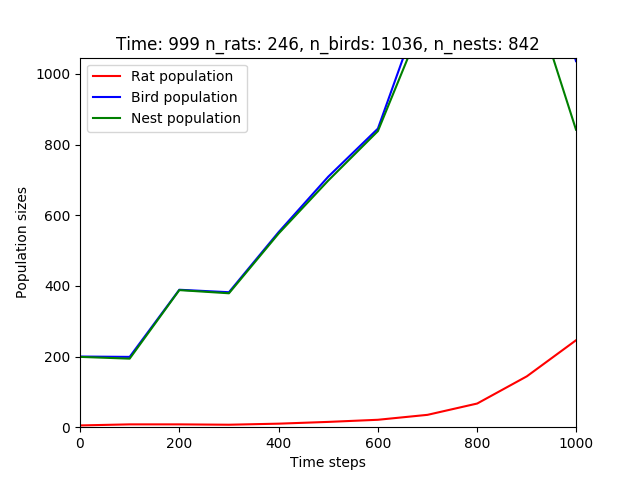 Time: 999 n_rats: 246, n_birds: 1036, n_nests: 842
Rat population
Bird population
Nest population
1000
800
600
400
200
0
Population sizes
0 200 400 600 800 1000
Time steps